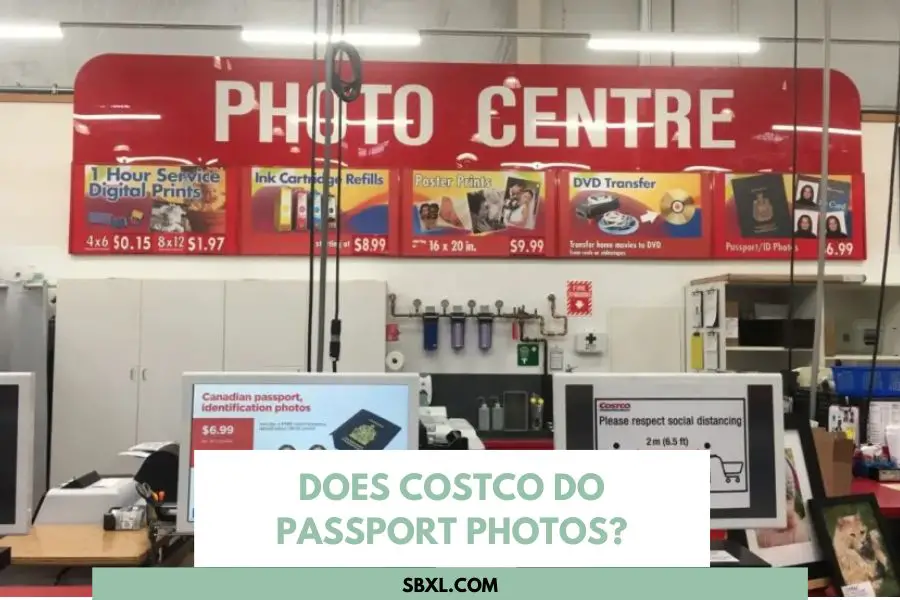 PHOTO CENTRE
1 Hour Service
Digital Prints
4x6 $0.15 8x12 $1.97
Ink Cartridge Refills
starting at $8.99
Poster Prints
16 x 20 in. $9.99
DVD Transfer
Transfer home movies to DVD
Passport/ID Photos
6.99
FIRE
Canadian passport,
identification photos
$6.99
COSTCO
Please respect social distancing
2 m (6.5 ft)
DOES COSTCO DO
PASSPORT PHOTOS?
SBXL.COM